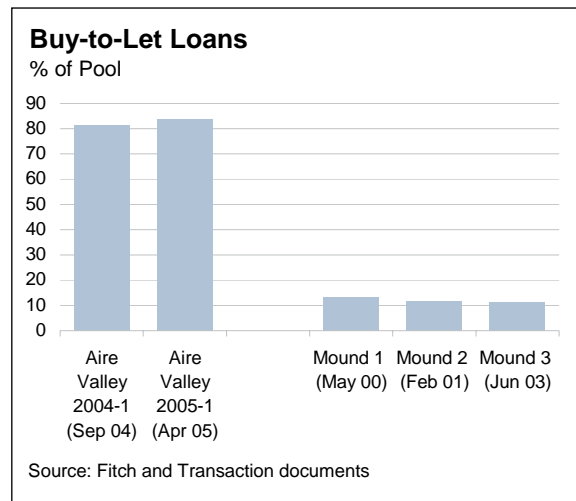 Buy-to-Let Loans
% of Pool
90
80
70
60
50
40
30
20
10
0
Aire
Valley
2004-1
(Sep 04)
Aire
Valley
2005-1
(Apr 05)
Mound 1
(May 00)
Mound 2
(Feb 01)
Mound 3
(Jun 03)
Source: Fitch and Transaction documents